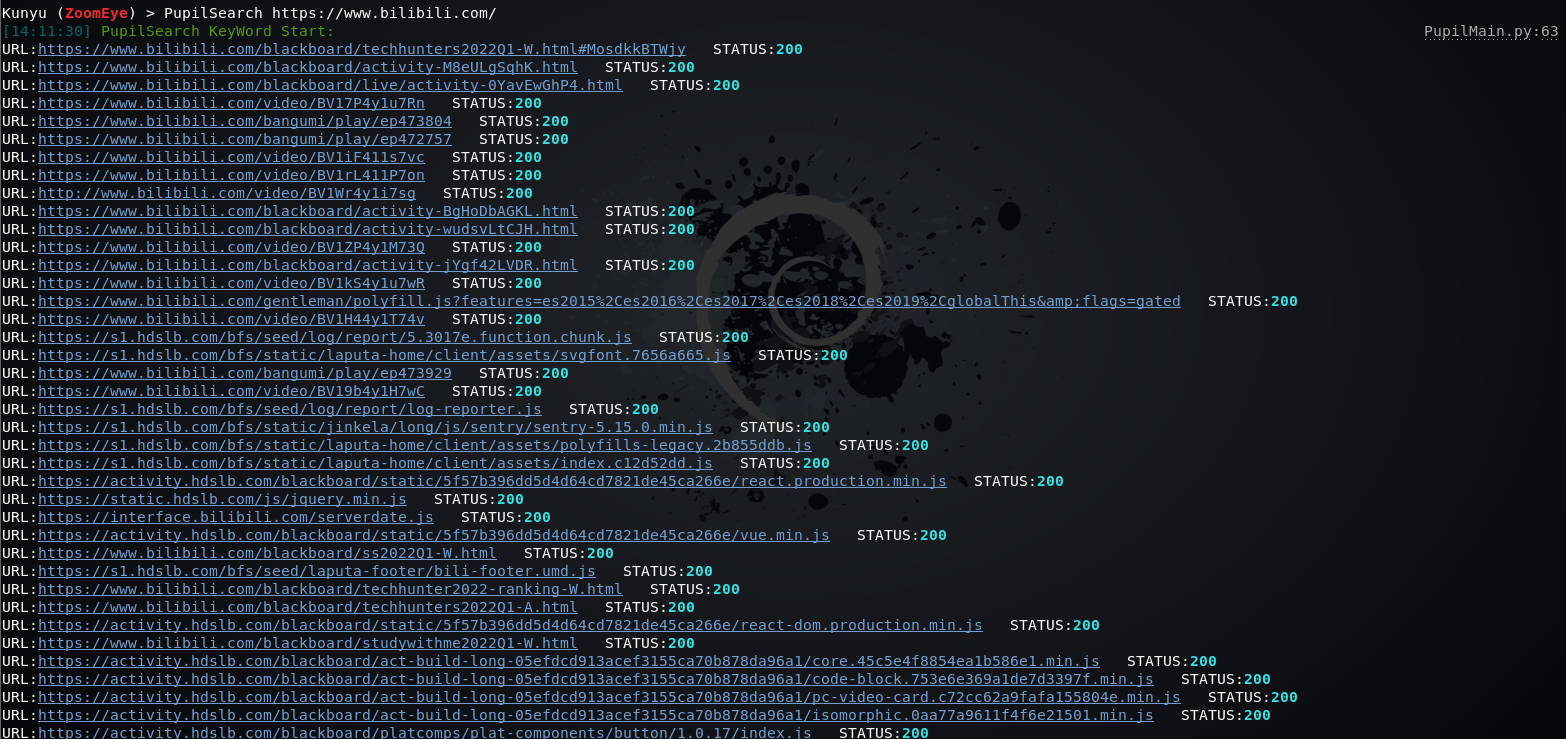 Kunyu (ZoomEye) > PupilSearch https://www.bilibili.com/
[14:11:30] PupilSearch KeyWord Start: PupilMain.py:63
URL:https://www.bilibili.com/blackboard/techhunters2022Q1-W.html#MosdkkBTWjy STATUS:200
URL:https://www.bilibili.com/blackboard/activity-M8eULgSqhK.html STATUS:200
URL:https://www.bilibili.com/blackboard/live/activity-0YavEwGhP4.html STATUS:200
URL:https://www.bilibili.com/video/BV17P4y1u7Rn STATUS:200
URL:https://www.bilibili.com/bangumi/play/ep473804 STATUS:200
URL:https://www.bilibili.com/bangumi/play/ep472757 STATUS:200
URL:https://www.bilibili.com/video/BV1iF411s7vc STATUS:200
URL:https://www.bilibili.com/video/BV1rL411P7on STATUS:200
URL:http://www.bilibili.com/video/BV1Wr4y1i7sg STATUS:200
URL:https://www.bilibili.com/blackboard/activity-BgHoDbAGKL.html STATUS:200
URL:https://www.bilibili.com/blackboard/activity-wudsvLtCJH.html STATUS:200
URL:https://www.bilibili.com/video/BV1ZP4y1M73Q STATUS:200
URL:https://www.bilibili.com/blackboard/activity-jYgf42LVDR.html STATUS:200
URL:https://www.bilibili.com/video/BV1kS4y1u7wR STATUS:200
URL:https://www.bilibili.com/gentleman/polyfill.js?features=es2015%2Ces2016%2Ces2017%2Ces2018%2Ces2019%2CglobalThis&amp;flags=gated STATUS:200
URL:https://www.bilibili.com/video/BV1H44y1T74v STATUS:200
URL:https://s1.hdslb.com/bfs/seed/log/report/5.3017e.function.chunk.js STATUS:200
URL:https://s1.hdslb.com/bfs/static/laputa-home/client/assets/svgfont.7656a665.js STATUS:200
URL:https://www.bilibili.com/bangumi/play/ep473929 STATUS:200
URL:https://www.bilibili.com/video/BV19b4y1H7wC STATUS:200
URL:https://s1.hdslb.com/bfs/seed/log/report/log-reporter.js STATUS:200
URL:https://s1.hdslb.com/bfs/static/jinkela/long/js/sentry/sentry-5.15.0.min.js STATUS:200
URL:https://s1.hdslb.com/bfs/static/laputa-home/client/assets/polyfills-legacy.2b855ddb.js STATUS:200
URL:https://s1.hdslb.com/bfs/static/laputa-home/client/assets/index.c12d52dd.js STATUS:200
URL:https://activity.hdslb.com/blackboard/static/5f57b396dd5d4d64cd7821de45ca266e/react.production.min.js STATUS:200
URL:https://static.hdslb.com/js/jquery.min.js STATUS:200
URL:https://interface.bilibili.com/serverdate.js STATUS:200
URL:https://activity.hdslb.com/blackboard/static/5f57b396dd5d4d64cd7821de45ca266e/vue.min.js STATUS:200
URL:https://www.bilibili.com/blackboard/ss2022Q1-W.html STATUS:200
URL:https://s1.hdslb.com/bfs/seed/laputa-footer/bili-footer.umd.js STATUS:200
URL:https://www.bilibili.com/blackboard/techhunter2022-ranking-W.html STATUS:200
URL:https://www.bilibili.com/blackboard/techhunters2022Q1-A.html STATUS:200
URL:https://activity.hdslb.com/blackboard/static/5f57b396dd5d4d64cd7821de45ca266e/react-dom.production.min.js STATUS:200
URL:https://www.bilibili.com/blackboard/studywithme2022Q1-W.html STATUS:200
URL:https://activity.hdslb.com/blackboard/act-build-long-05efdcd913acef3155ca70b878da96a1/core.45c5e4f8854ea1b586e1.min.js STATUS:200
URL:https://activity.hdslb.com/blackboard/act-build-long-05efdcd913acef3155ca70b878da96a1/code-block.753e6e369a1de7d3397f.min.js STATUS:200
URL:https://activity.hdslb.com/blackboard/act-build-long-05efdcd913acef3155ca70b878da96a1/pc-video-card.c72cc62a9fafa155804e.min.js STATUS:200
URL:https://activity.hdslb.com/blackboard/act-build-long-05efdcd913acef3155ca70b878da96a1/isomorphic.0aa77a9611f4f6e21501.min.js STATUS:200
URL:https://activity.hdslb.com/blackboard/platcomps/plat-components/button/1.0.17/index.js STATUS:200